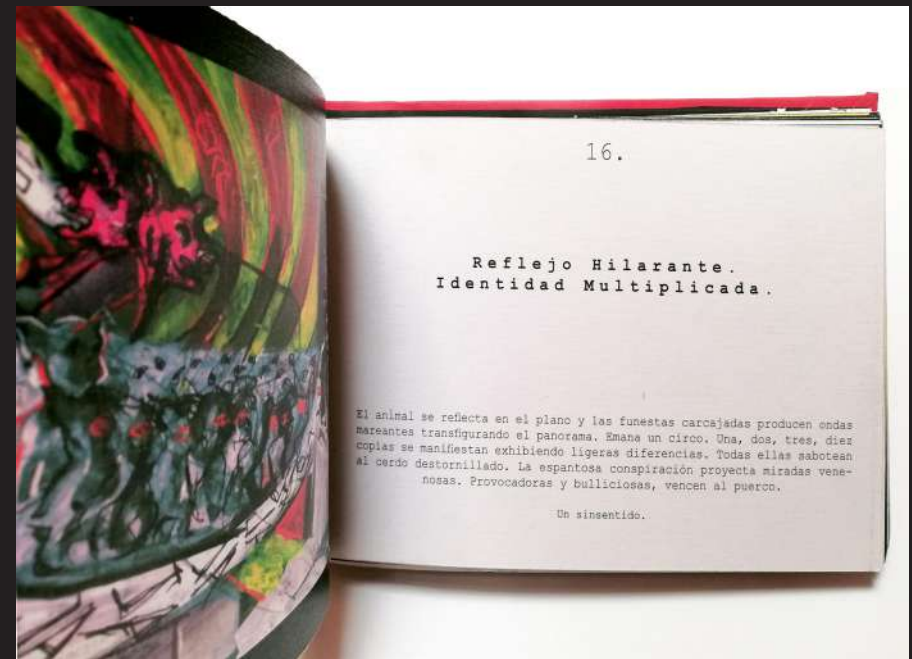 16.
Reflejo Hilarante.
Identidad Multiplicada.
El animal se reflecta en el plano y las funestas carcajadas producen ondas
mareantes transfigurando el panorama. Emana un circo. Una, dos, tres, diez
copias se manifiestan exhibiendo ligeras diferencias. Todas ellas sabotean
al cerdo destornillado. La espantosa conspiración proyecta miradas vene-
nosas. Provocadoras y bulliciosas, vencen al puerco.
Un sinsentido.